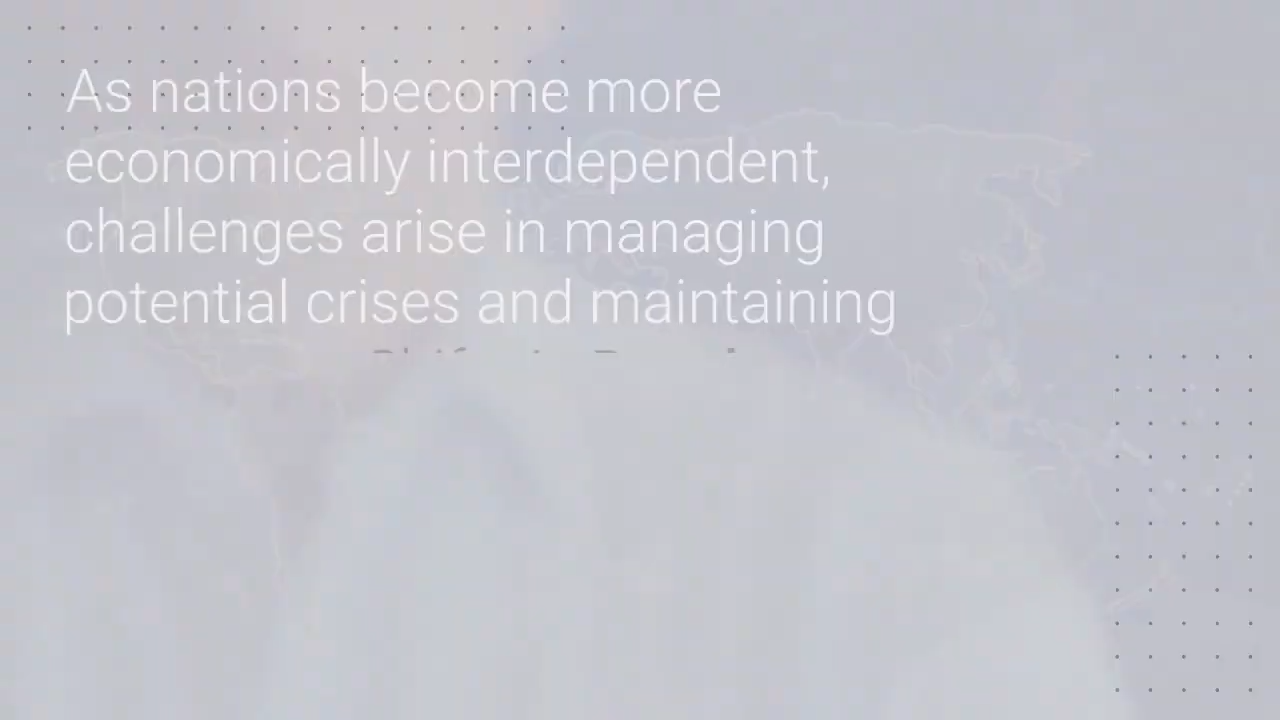 As nations become more
economically interdependent,
challenges arise in managing
potential crises and maintaining